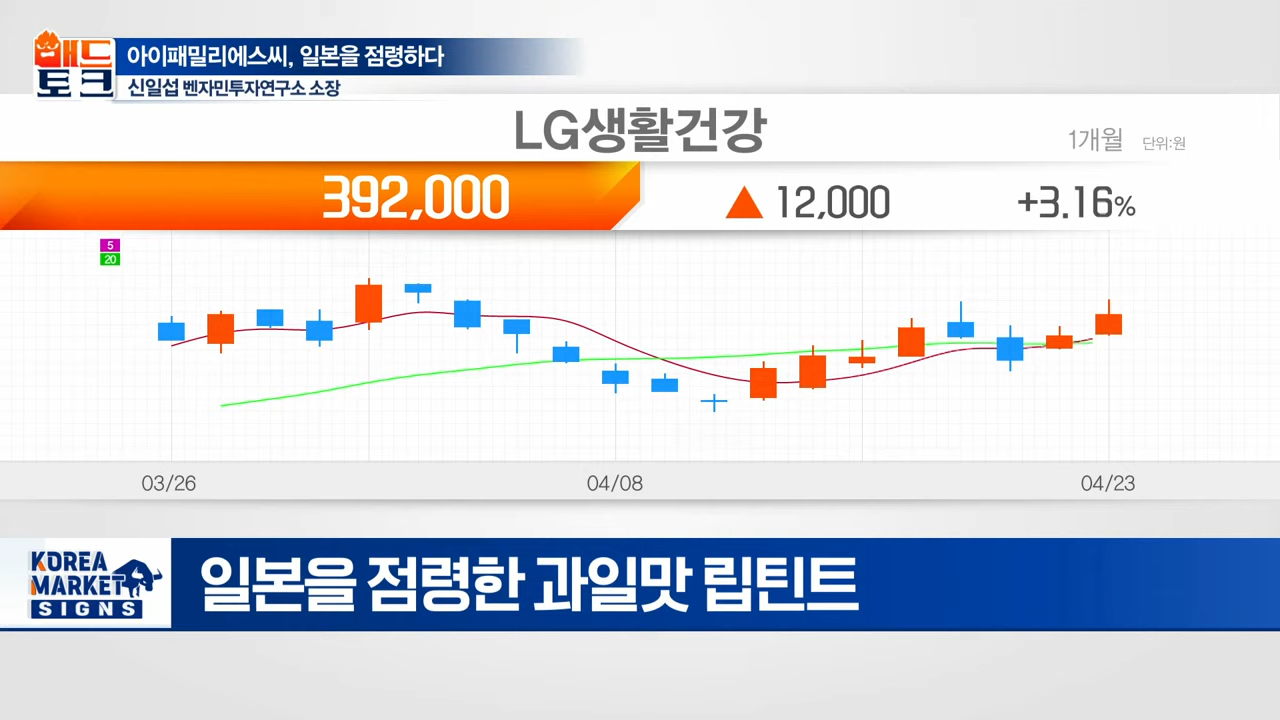 매드
토크
아이패밀리에스씨, 일본을 점령하다
신일섭 벤자민투자연구소 소장
LG생활건강
1개월 단위:원
392,000 ▲ 12,000 +3.16%
5
20
03/26 04/08 04/23
KOREA
MARKET
SIGNS
일본을 점령한 과일맛 립틴트